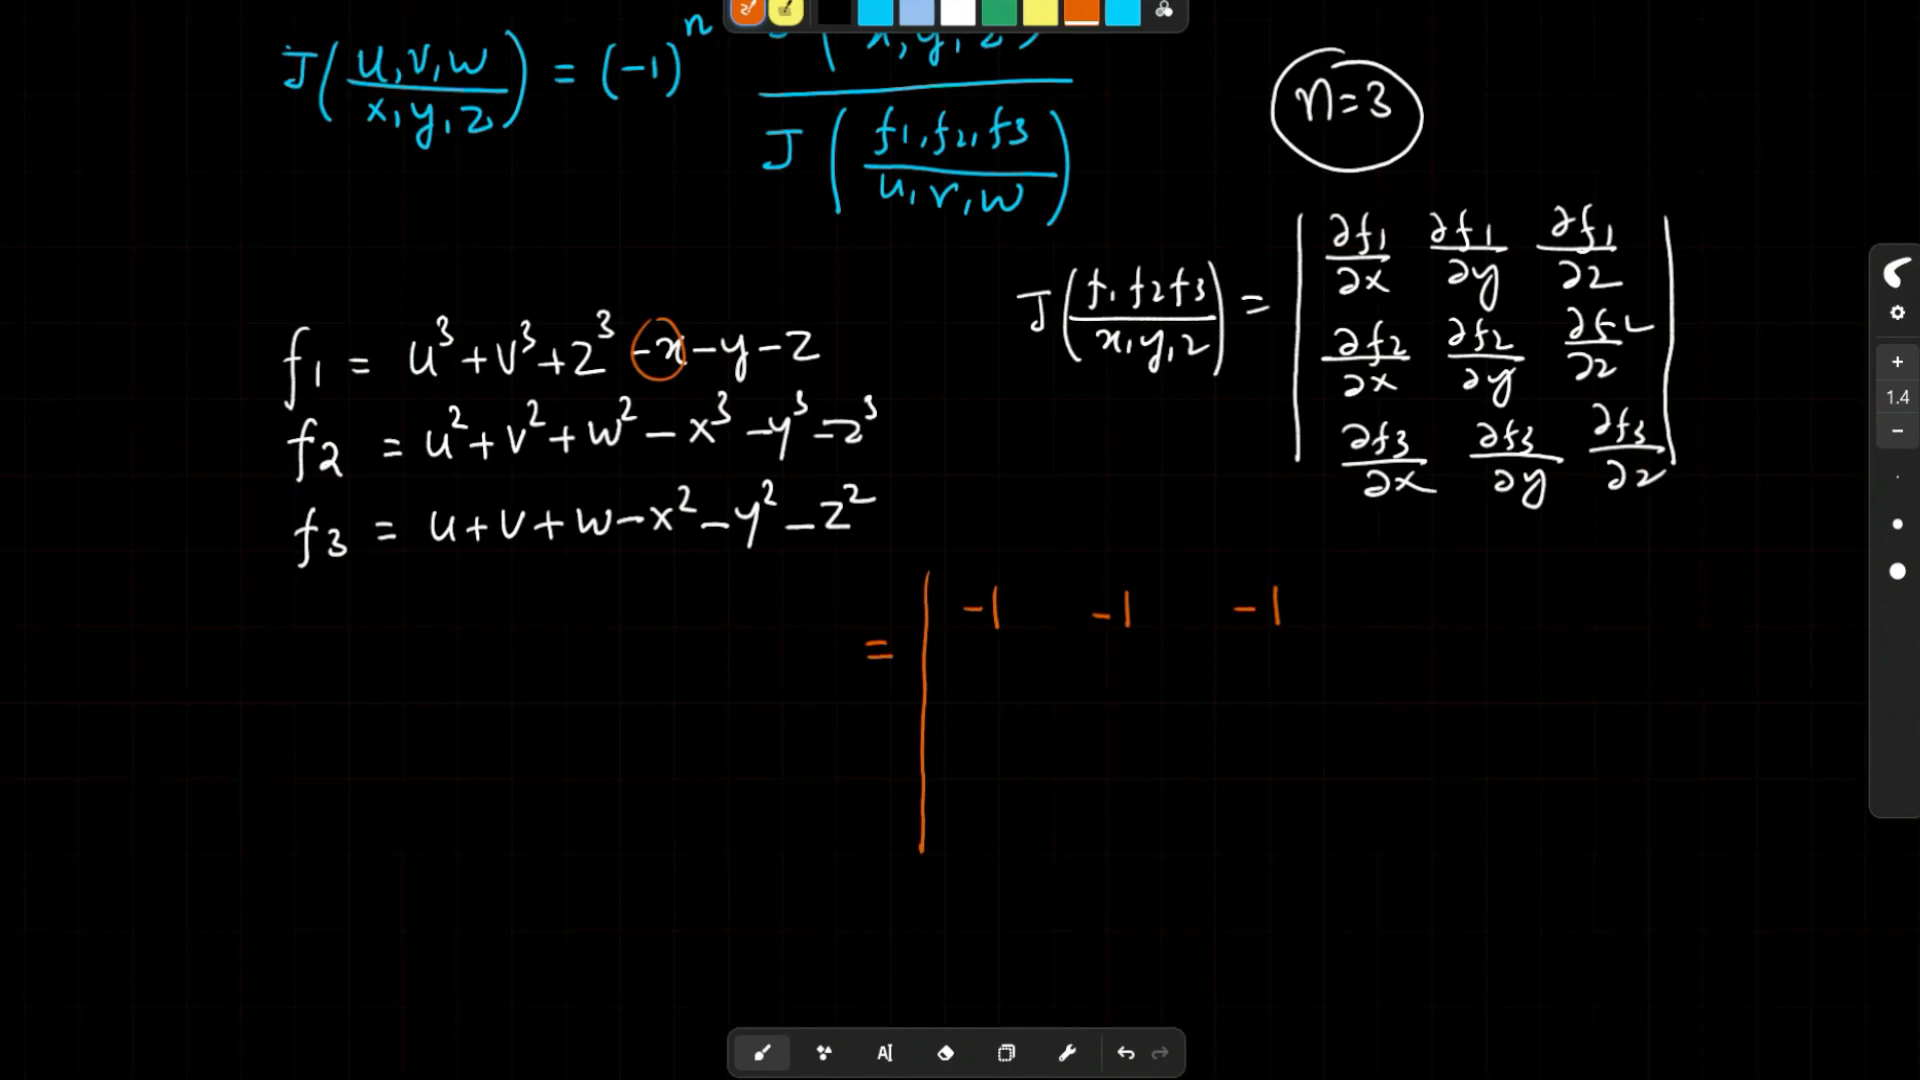 J(u,v,w/x,y,z) = (-1)^n J( x,y,z)/J(f1,f2,f3/u,v,w)
n=3
f1 = u^3+v^3+z^3 -x-y-z
f2 = u^2+v^2+w^2-x^3-y^3-z^3
f3 = u+v+w-x^2-y^2-z^2
J(f1 f2 f3/x,y,z) =
∂f1/∂x ∂f1/∂y ∂f1/∂z
∂f2/∂x ∂f2/∂y ∂f2/∂z
∂f3/∂x ∂f3/∂y ∂f3/∂z
= | -1 -1 -1
1.4
AI